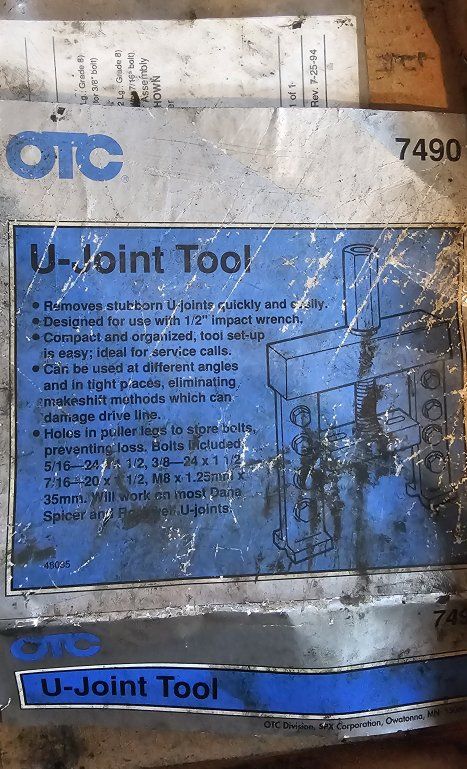 Lg., Grade 8)
for 3/8" bolt)
2 Lg., Grade 8)
7/16" bolt)
Assembly
HOWN
of 1
Rev. 7-25-94
OTC
7490
U-Joint Tool
• Removes stubborn U-joints quickly and easily.
• Designed for use with 1/2" impact wrench.
• Compact and organized, tool set-up
is easy; ideal for service calls.
• Can be used at different angles
and in tight places, eliminating
makeshift methods which can
damage drive line.
• Holes in puller legs to store bolts,
preventing loss. Bolts included:
5/16—24 x 1 1/2, 3/8—24 x 1 1/2,
7/16—20 x 1 1/2, M8 x 1.25mm x
35mm. Will work on most Dana
Spicer and U-joints.
OTC
749
U-Joint Tool
OTC Division, SPX Corporation, Owatonna, MN